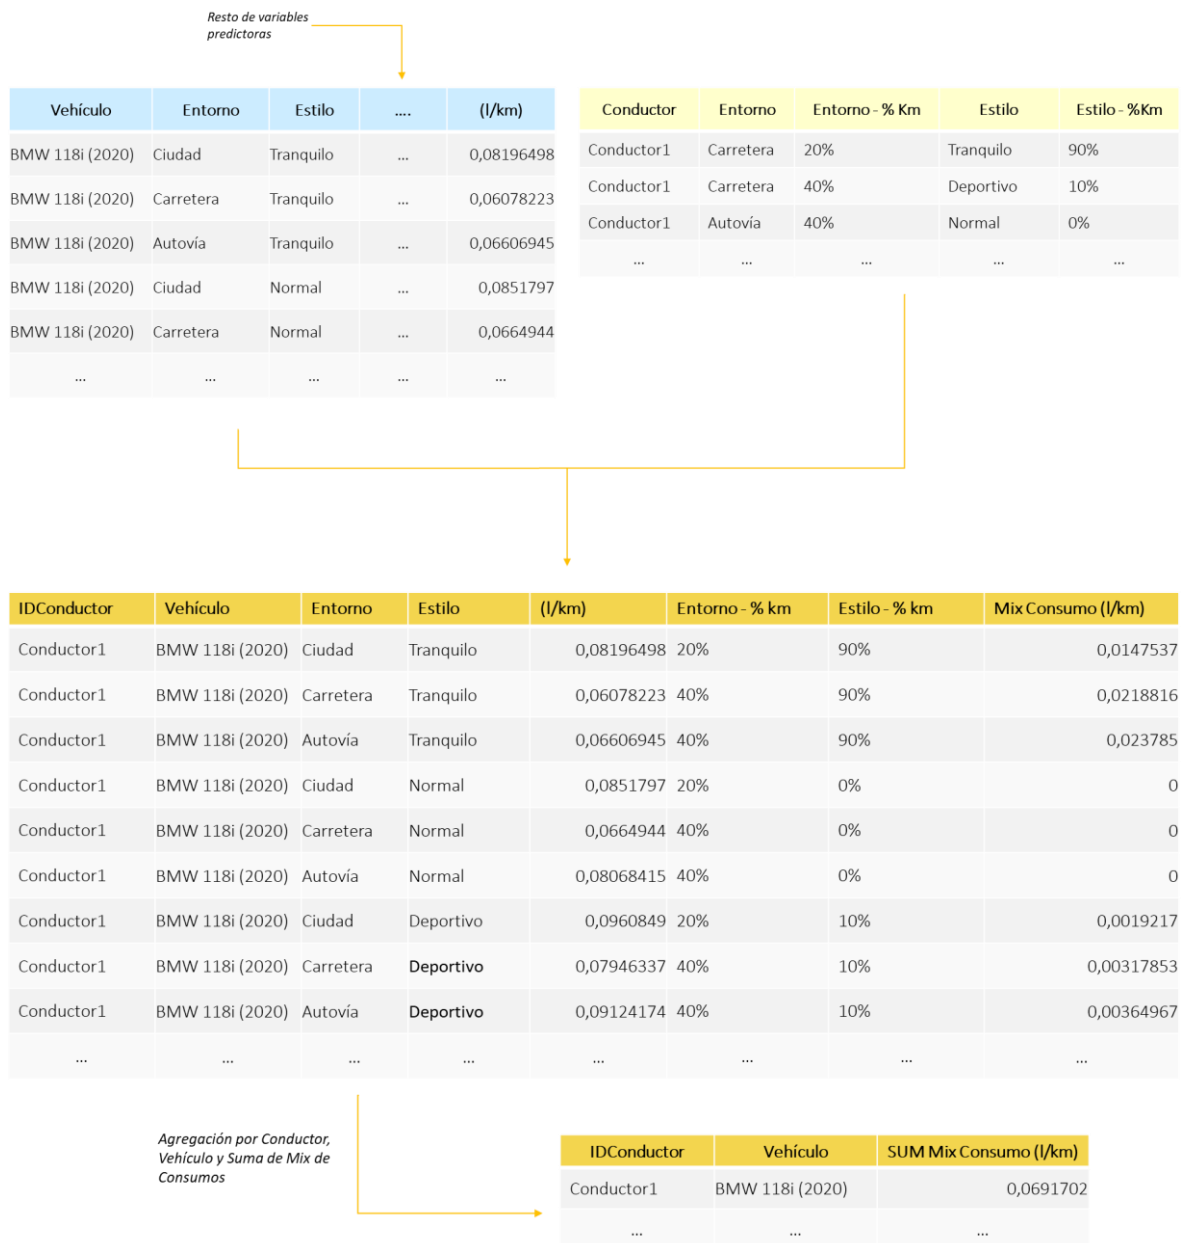 Resto de variables
predictoras
Vehículo Entorno Estilo .... (l/km)
BMW 118i (2020) Ciudad Tranquilo ... 0,08196498
BMW 118i (2020) Carretera Tranquilo ... 0,06078223
BMW 118i (2020) Autovía Tranquilo ... 0,06606945
BMW 118i (2020) Ciudad Normal ... 0,0851797
BMW 118i (2020) Carretera Normal ... 0,0664944
... ... ... ... ...
Conductor Entorno Entorno - % Km Estilo Estilo - %Km
Conductor1 Carretera 20% Tranquilo 90%
Conductor1 Carretera 40% Deportivo 10%
Conductor1 Autovía 40% Normal 0%
... ... ... ... ...
IDConductor Vehículo Entorno Estilo (l/km) Entorno - % km Estilo - % km Mix Consumo (l/km)
Conductor1 BMW 118i (2020) Ciudad Tranquilo 0,08196498 20% 90% 0,0147537
Conductor1 BMW 118i (2020) Carretera Tranquilo 0,06078223 40% 90% 0,0218816
Conductor1 BMW 118i (2020) Autovía Tranquilo 0,06606945 40% 90% 0,023785
Conductor1 BMW 118i (2020) Ciudad Normal 0,0851797 20% 0% 0
Conductor1 BMW 118i (2020) Carretera Normal 0,0664944 40% 0% 0
Conductor1 BMW 118i (2020) Autovía Normal 0,08068415 40% 0% 0
Conductor1 BMW 118i (2020) Ciudad Deportivo 0,0960849 20% 10% 0,0019217
Conductor1 BMW 118i (2020) Carretera Deportivo 0,07946337 40% 10% 0,00317853
Conductor1 BMW 118i (2020) Autovía Deportivo 0,09124174 40% 10% 0,00364967
... ... ... ... ... ... ... ...
Agregación por Conductor,
Vehículo y Suma de Mix de
Consumos
IDConductor Vehículo SUM Mix Consumo (l/km)
Conductor1 BMW 118i (2020) 0,0691702
... ... ...